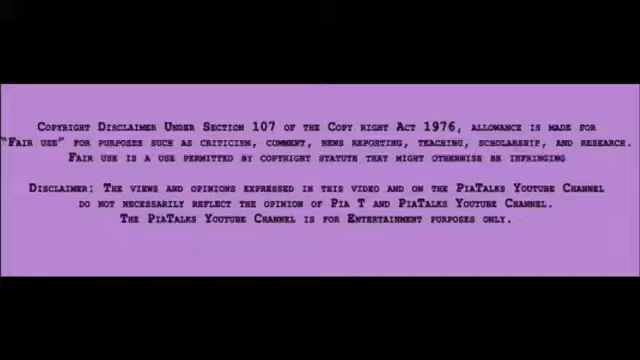 Copyright Disclaimer Under Section 107 of the Copy right Act 1976, allowance is made for
"Fair use" for purposes such as criticism, comment, news reporting, teaching, scholarship, and research.
Fair use is a use permitted by copyright statute that might otherwise be infringing
Disclaimer: The views and opinions expressed in this video and on the PiaTalks Youtube Channel
do not necessarily reflect the opinion of Pia T and PiaTalks Youtube Channel.
The PiaTalks Youtube Channel is for Entertainment purposes only.